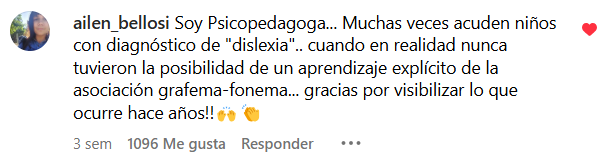 ailen_bellosi Soy Psicopedagoga... Muchas veces acuden niños
con diagnóstico de "dislexia".. cuando en realidad nunca
tuvieron la posibilidad de un aprendizaje explícito de la
asociación grafema-fonema... gracias por visibilizar lo que
ocurre hace años!!🙌 👏
3 sem 1096 Me gusta Responder •••